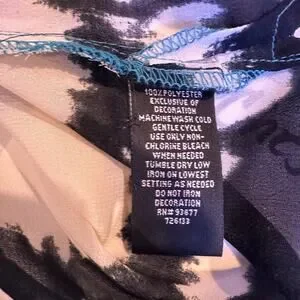 100% POLYESTER
EXCLUSIVE OF
DECORATION
MACHINE WASH COLD
GENTLE CYCLE
USE ONLY NON-
CHLORINE BLEACH
WHEN NEEDED
TUMBLE DRY LOW
IRON ON LOWEST
SETTING AS NEEDED
DO NOT IRON
DECORATION
RN# 93677
726133